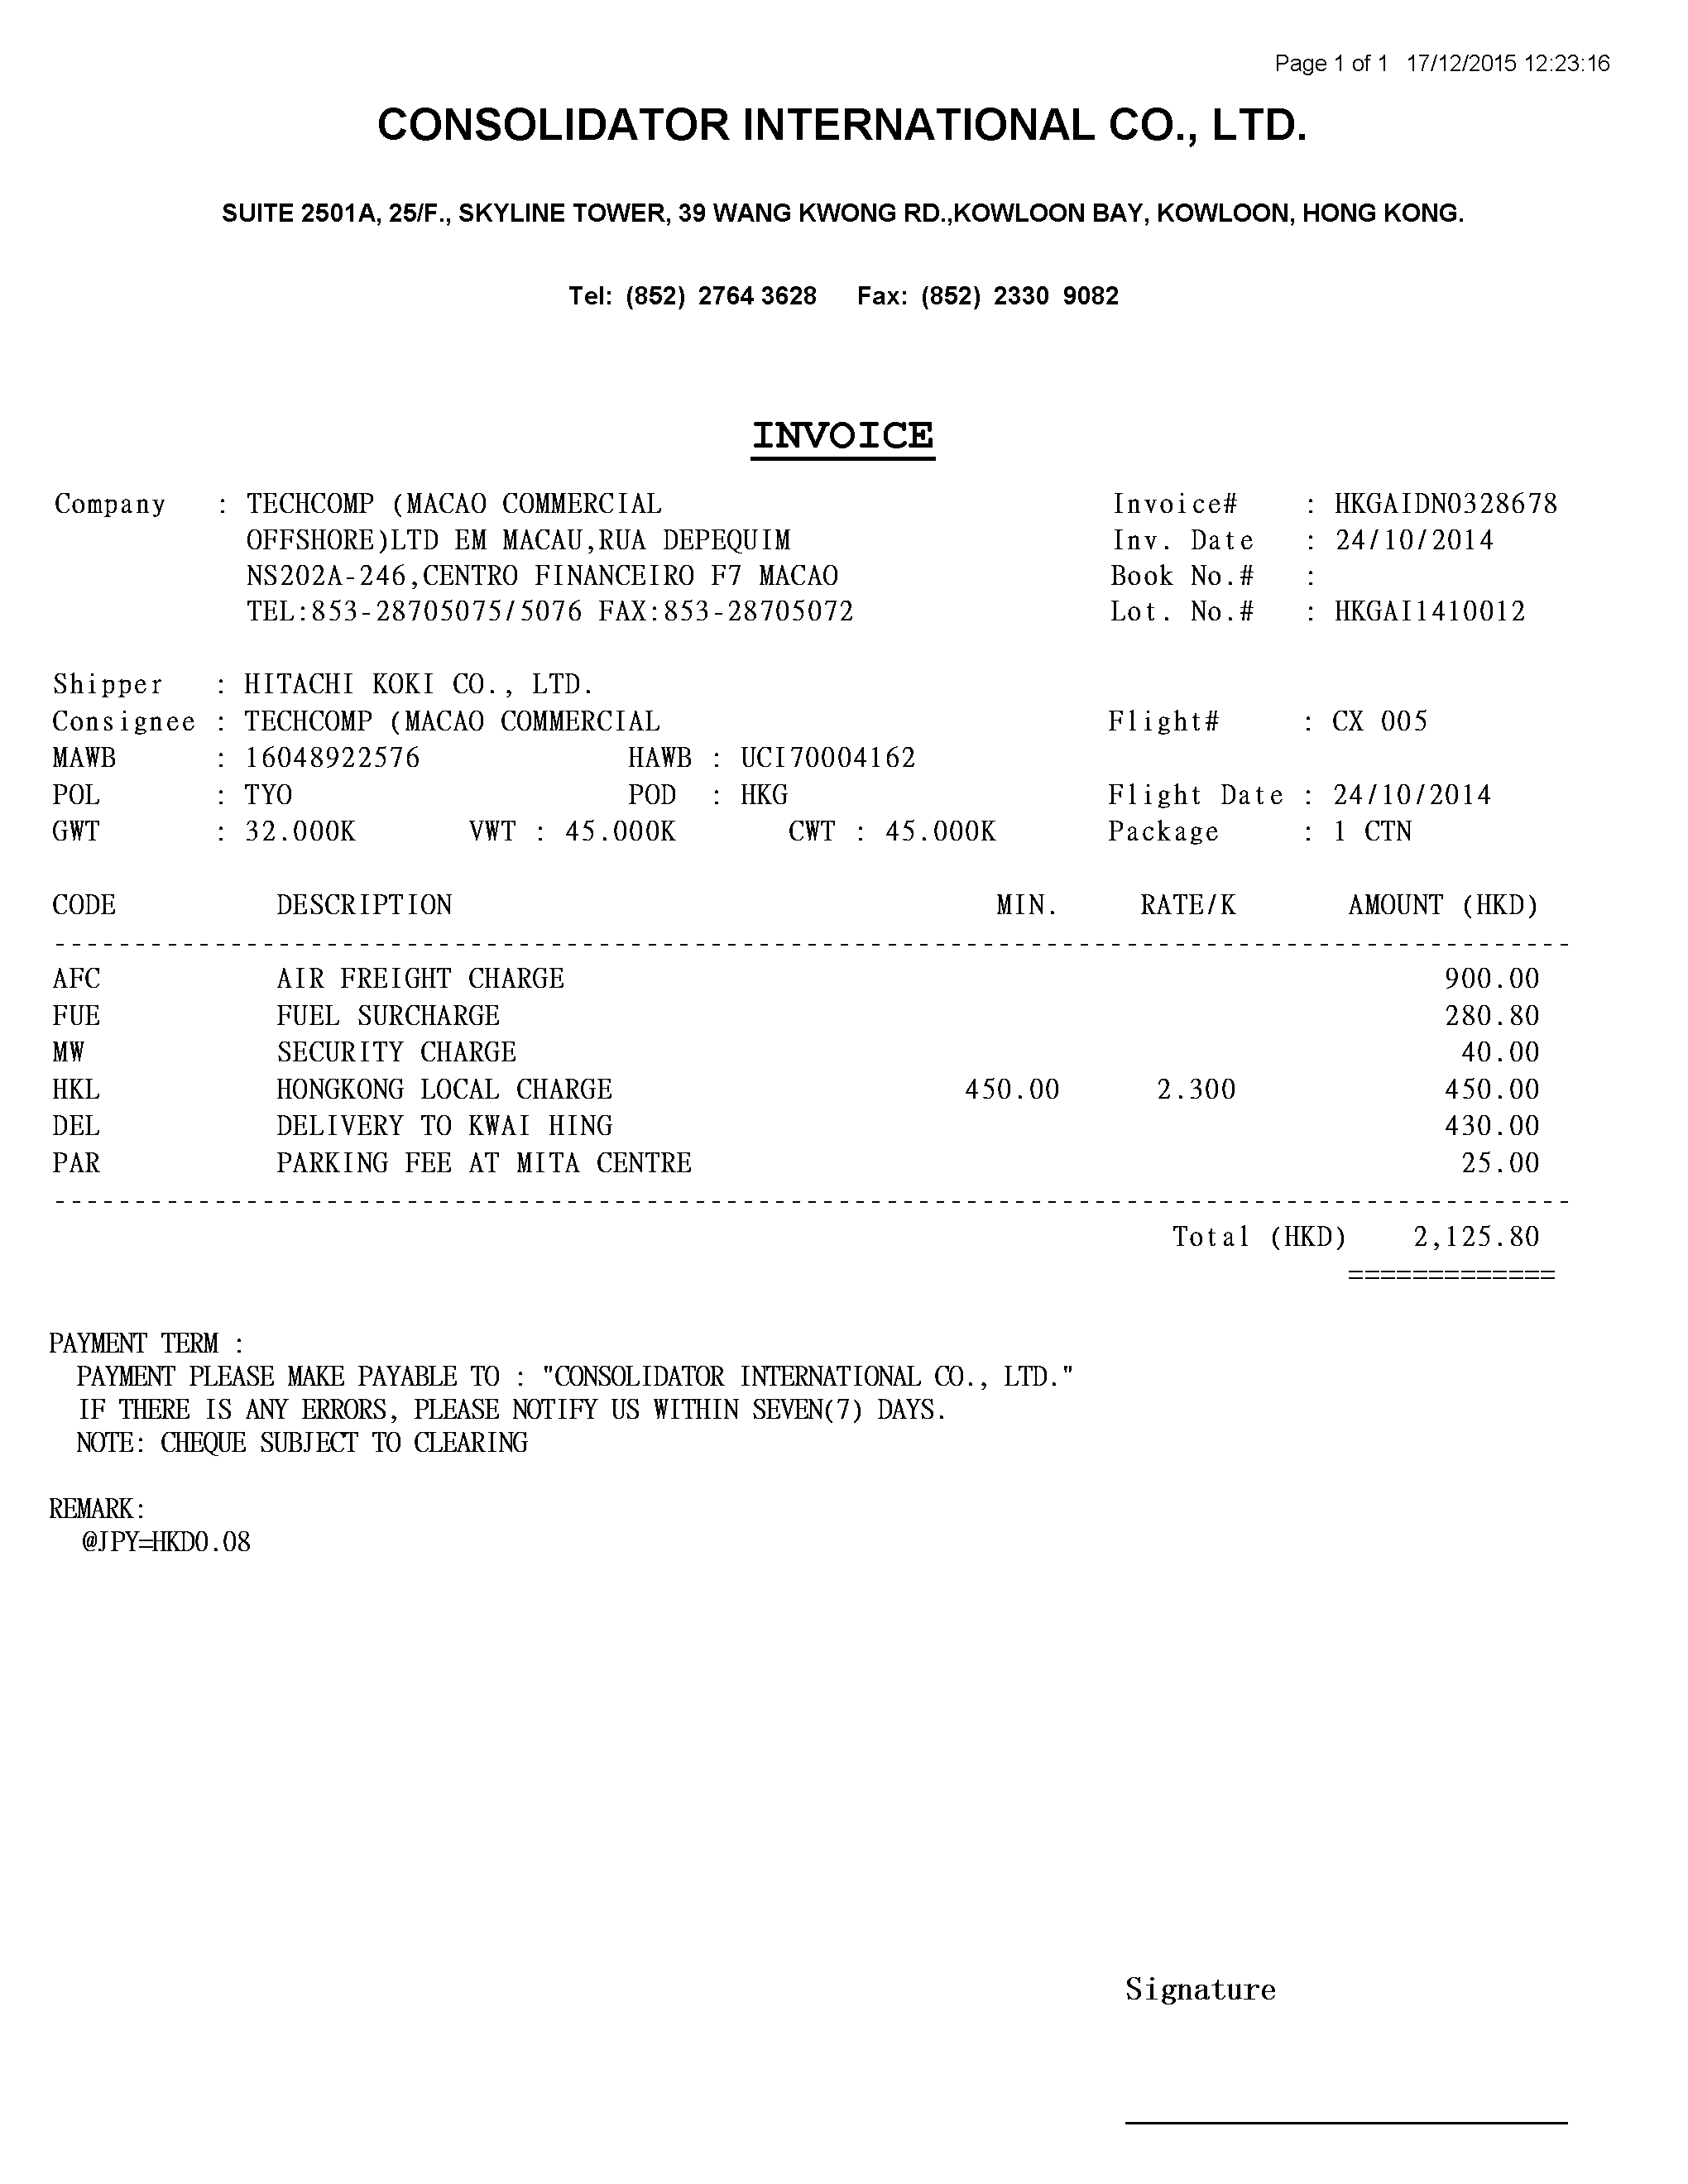 Page 1 of 1 17/12/2015 12:23:16
CONSOLIDATOR INTERNATIONAL CO., LTD.
SUITE 2501A, 25/F., SKYLINE TOWER, 39 WANG KWONG RD.,KOWLOON BAY, KOWLOON, HONG KONG.
Tel: (852) 2764 3628 Fax: (852) 2330 9082
INVOICE
Company : TECHCOMP (MACAO COMMERCIAL Invoice# : HKGAIDN0328678
OFFSHORE)LTD EM MACAU,RUA DEPEQUIM Inv. Date : 24/10/2014
NS202A-246,CENTRO FINANCEIRO F7 MACAO Book No.# :
TEL:853-28705075/5076 FAX:853-28705072 Lot. No.# : HKGAI1410012
Shipper : HITACHI KOKI CO., LTD.
Consignee : TECHCOMP (MACAO COMMERCIAL Flight# : CX 005
MAWB : 16048922576 HAWB : UCI70004162
POL : TYO POD : HKG Flight Date : 24/10/2014
GWT : 32.000K VWT : 45.000K CWT : 45.000K Package : 1 CTN
CODE DESCRIPTION MIN. RATE/K AMOUNT (HKD)
AFC AIR FREIGHT CHARGE 900.00
FUE FUEL SURCHARGE 280.80
MW SECURITY CHARGE 40.00
HKL HONGKONG LOCAL CHARGE 450.00 2.300 450.00
DEL DELIVERY TO KWAI HING 430.00
PAR PARKING FEE AT MITA CENTRE 25.00
Total (HKD) 2,125.80
=============
PAYMENT TERM :
PAYMENT PLEASE MAKE PAYABLE TO : "CONSOLIDATOR INTERNATIONAL CO., LTD."
IF THERE IS ANY ERRORS, PLEASE NOTIFY US WITHIN SEVEN(7) DAYS.
NOTE: CHEQUE SUBJECT TO CLEARING
REMARK:
@JPY=HKD0.08
Signature